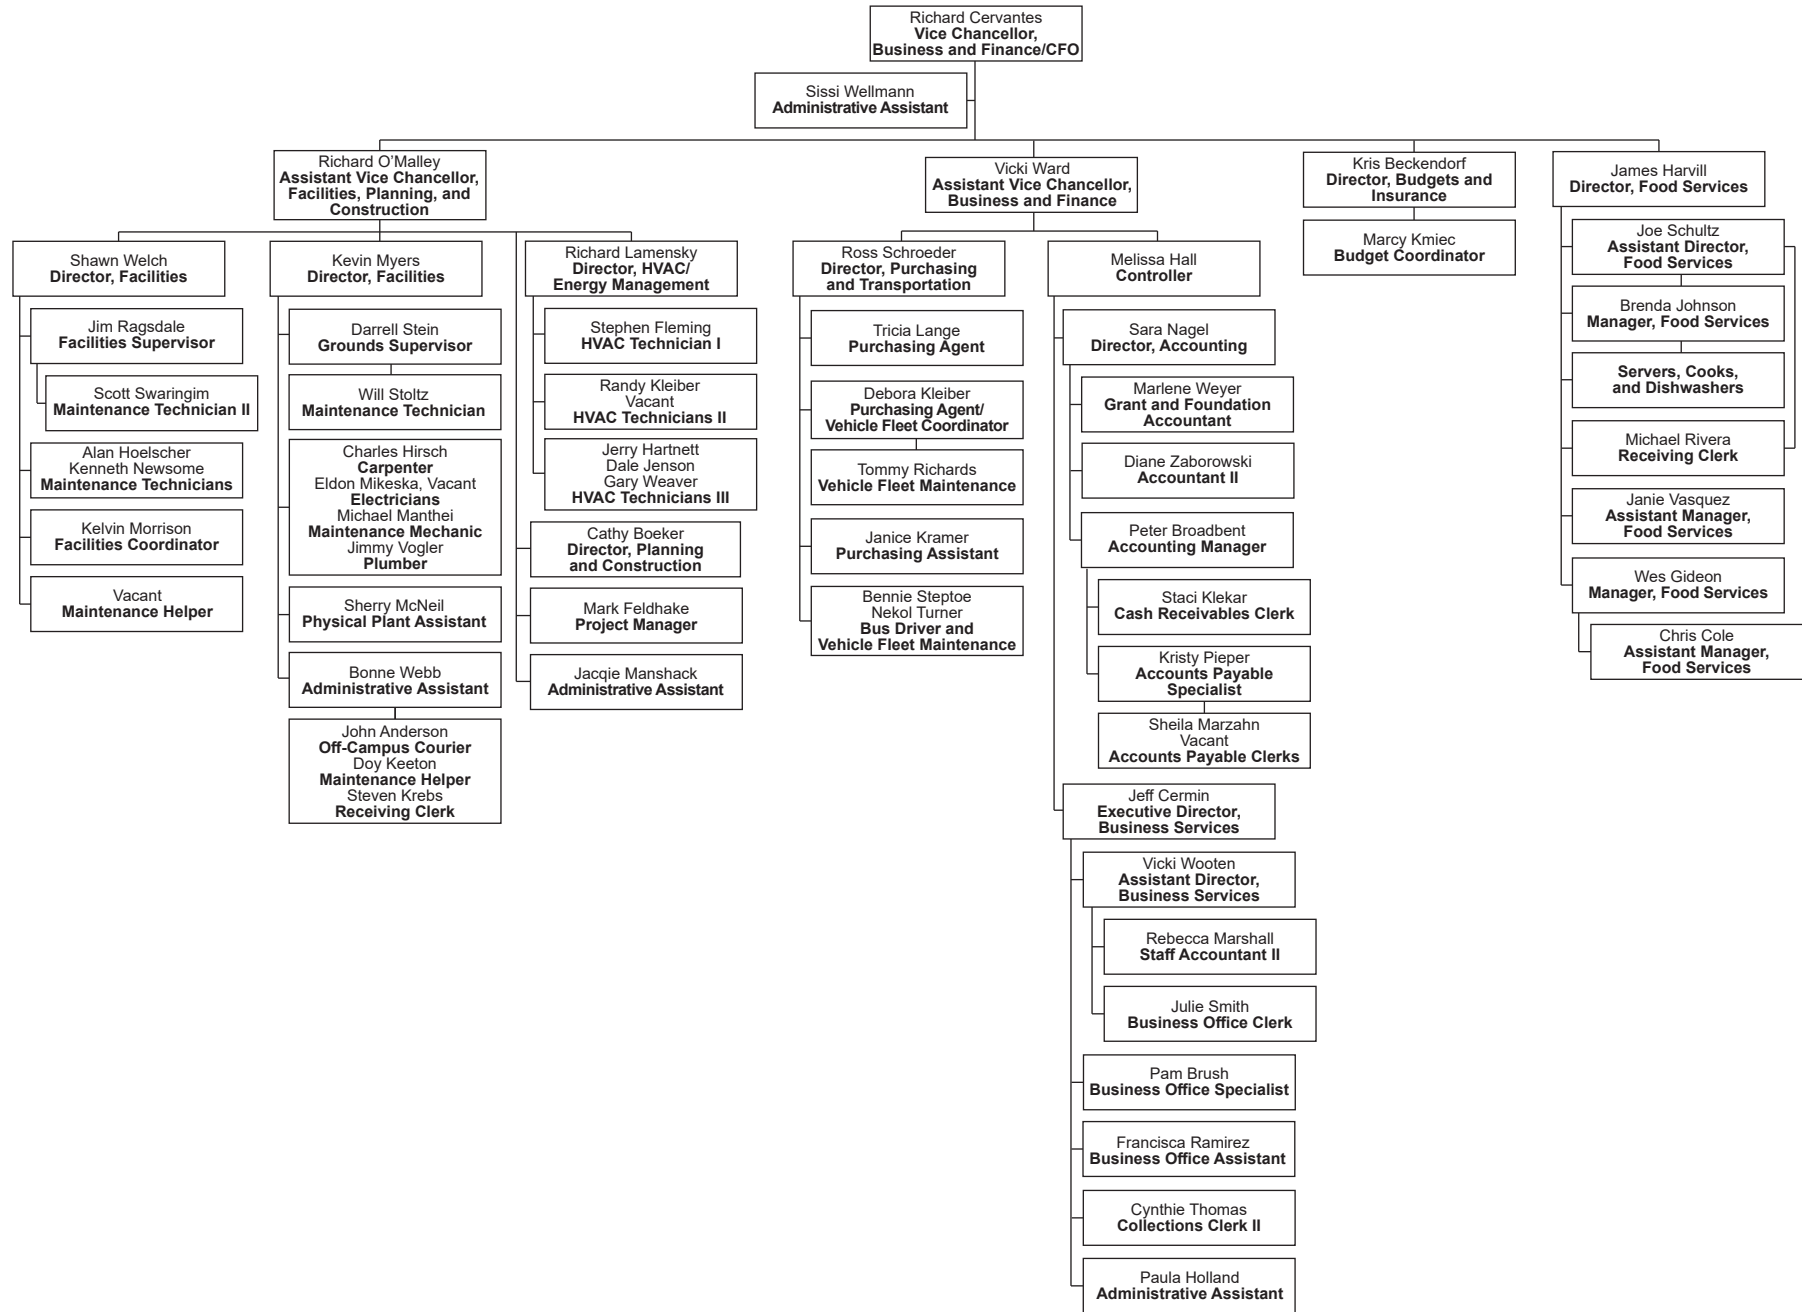 Richard Cervantes
Vice Chancellor,
Business and Finance/CFO
Sissi Wellmann
Administrative Assistant
Richard O’Malley
Assistant Vice Chancellor,
Facilities, Planning, and
Construction
Shawn Welch
Director, Facilities
Jim Ragsdale
Facilities Supervisor
Scott Swaringim
Maintenance Technician II
Alan Hoelscher
Kenneth Newsome
Maintenance Technicians
Kelvin Morrison
Facilities Coordinator
Vacant
Maintenance Helper
Kevin Myers
Director, Facilities
Darrell Stein
Grounds Supervisor
Will Stoltz
Maintenance Technician
Charles Hirsch
Carpenter
Eldon Mikeska, Vacant
Electricians
Michael Manthei
Maintenance Mechanic
Jimmy Vogler
Plumber
Sherry McNeil
Physical Plant Assistant
Bonne Webb
Administrative Assistant
John Anderson
Off-Campus Courier
Doy Keeton
Maintenance Helper
Steven Krebs
Receiving Clerk
Richard Lamensky
Director, HVAC/
Energy Management
Stephen Fleming
HVAC Technician I
Randy Kleiber
Vacant
HVAC Technicians II
Jerry Hartnett
Dale Jenson
Gary Weaver
HVAC Technicians III
Cathy Boeker
Director, Planning
and Construction
Mark Feldhake
Project Manager
Jacqie Manshack
Administrative Assistant
Vicki Ward
Assistant Vice Chancellor,
Business and Finance
Ross Schroeder
Director, Purchasing
and Transportation
Tricia Lange
Purchasing Agent
Debora Kleiber
Purchasing Agent/
Vehicle Fleet Coordinator
Tommy Richards
Vehicle Fleet Maintenance
Janice Kramer
Purchasing Assistant
Bennie Steptoe
Nekol Turner
Bus Driver and
Vehicle Fleet Maintenance
Melissa Hall
Controller
Sara Nagel
Director, Accounting
Marlene Weyer
Grant and Foundation
Accountant
Diane Zaborowski
Accountant II
Peter Broadbent
Accounting Manager
Staci Klekar
Cash Receivables Clerk
Kristy Pieper
Accounts Payable
Specialist
Sheila Marzahn
Vacant
Accounts Payable Clerks
Jeff Cermin
Executive Director,
Business Services
Vicki Wooten
Assistant Director,
Business Services
Rebecca Marshall
Staff Accountant II
Julie Smith
Business Office Clerk
Pam Brush
Business Office Specialist
Francisca Ramirez
Business Office Assistant
Cynthie Thomas
Collections Clerk II
Paula Holland
Administrative Assistant
Kris Beckendorf
Director, Budgets and
Insurance
Marcy Kmiec
Budget Coordinator
James Harvill
Director, Food Services
Joe Schultz
Assistant Director,
Food Services
Brenda Johnson
Manager, Food Services
Servers, Cooks,
and Dishwashers
Michael Rivera
Receiving Clerk
Janie Vasquez
Assistant Manager,
Food Services
Wes Gideon
Manager, Food Services
Chris Cole
Assistant Manager,
Food Services